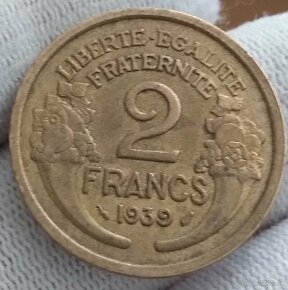 LIBERTE·EGALITE
FRATERNITE
2
FRANCS
1939